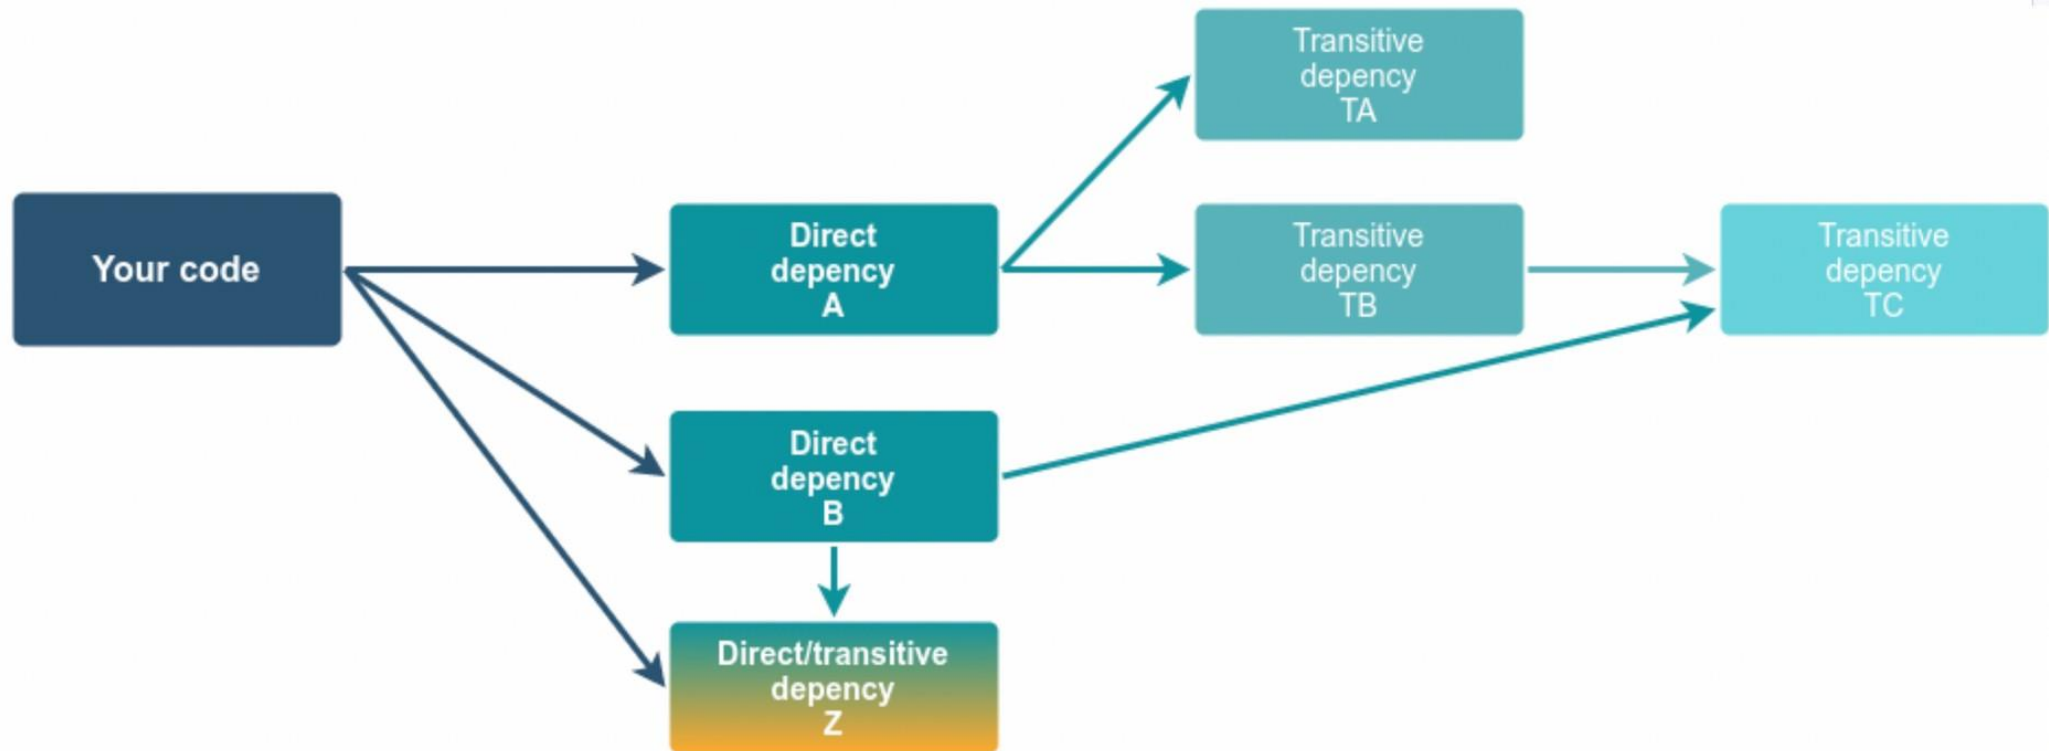 Transitive
depency
TA
Your code
Direct
depency
A
Transitive
depency
TB
Transitive
depency
TC
Direct
depency
B
Direct/transitive
depency
Z